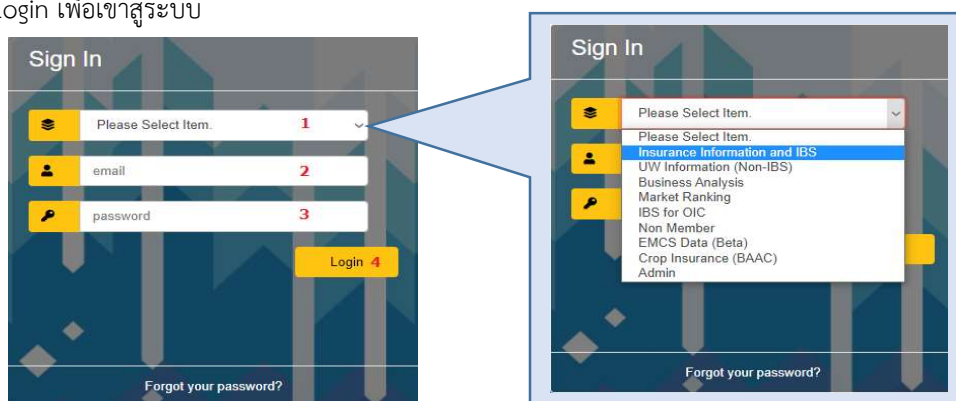 Login เพื่อเข้าสู่ระบบ
Sign In
Please Select Item. 1
email 2
password 3
Login 4
Forgot your password?
Sign In
Please Select Item.
Please Select Item.
Insurance Information and IBS
UW Information (Non-IBS)
Business Analysis
Market Ranking
IBS for OIC
Non Member
EMCS Data (Beta)
Crop Insurance (BAAC)
Admin
Forgot your password?